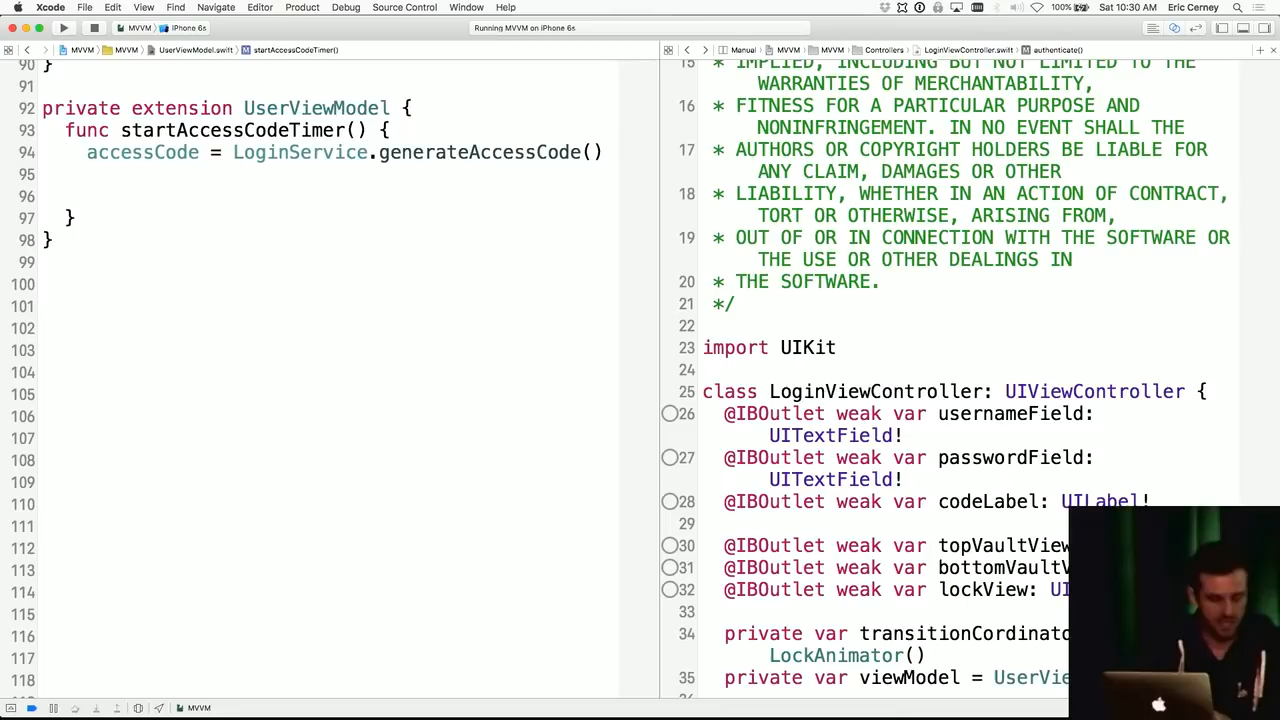 Xcode File Edit View Find Navigate Editor Product Debug Source Control Window Help 100% Sat 10:30 AM Eric Cerney
MVVM iPhone 6s Running MVVM on iPhone 6s
MVVM MVVM UserViewModel.swift startAccessCodeTimer()
90 }
91
92 private extension UserViewModel {
93 func startAccessCodeTimer() {
94 accessCode = LoginService.generateAccessCode()
95
96
97 }
98 }
99
100
101
102
103
104
105
106
107
108
109
110
111
112
113
114
115
116
117
118
Manual MVVM MVVM Controllers LoginViewController.swift authenticate()
15 * IMPLIED, INCLUDING BUT NOT LIMITED TO THE
WARRANTIES OF MERCHANTABILITY,
16 * FITNESS FOR A PARTICULAR PURPOSE AND
NONINFRINGEMENT. IN NO EVENT SHALL THE
17 * AUTHORS OR COPYRIGHT HOLDERS BE LIABLE FOR
ANY CLAIM, DAMAGES OR OTHER
18 * LIABILITY, WHETHER IN AN ACTION OF CONTRACT,
TORT OR OTHERWISE, ARISING FROM,
19 * OUT OF OR IN CONNECTION WITH THE SOFTWARE OR
THE USE OR OTHER DEALINGS IN
20 * THE SOFTWARE.
21 */
22
23 import UIKit
24
25 class LoginViewController: UIViewController {
26 @IBOutlet weak var usernameField:
UITextField!
27 @IBOutlet weak var passwordField:
UITextField!
28 @IBOutlet weak var codeLabel: UILabel!
29
30 @IBOutlet weak var topVaultView
31 @IBOutlet weak var bottomVaultV
32 @IBOutlet weak var lockView: UI
33
34 private var transitionCordinato
LockAnimator()
35 private var viewModel = UserVie
MVVM